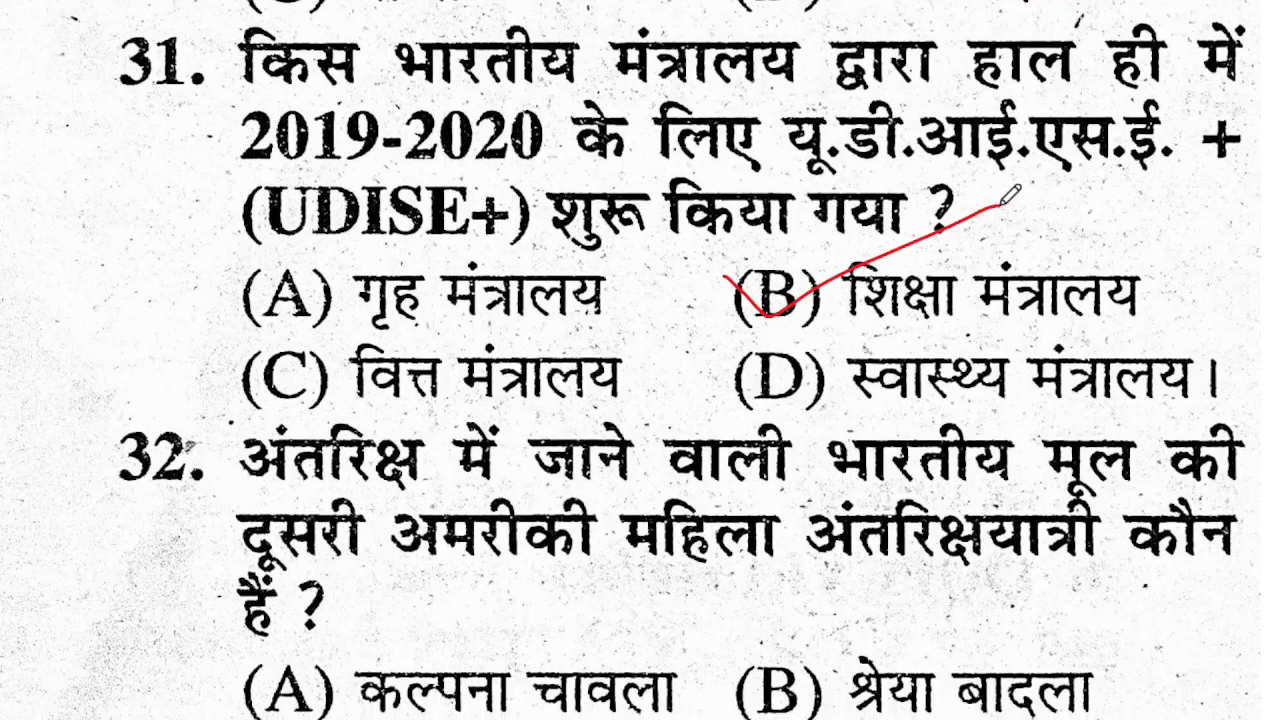 31. किस भारतीय मंत्रालय द्वारा हाल ही में
2019-2020 के लिए यू.डी.आई.एस.ई. +
(UDISE+) शुरू किया गया ?
(A) गृह मंत्रालय (B) शिक्षा मंत्रालय
(C) वित्त मंत्रालय (D) स्वास्थ्य मंत्रालय।
32. अंतरिक्ष में जाने वाली भारतीय मूल की
दूसरी अमरीकी महिला अंतरिक्षयात्री कौन
हैं ?
(A) कल्पना चावला (B) श्रेया बादला